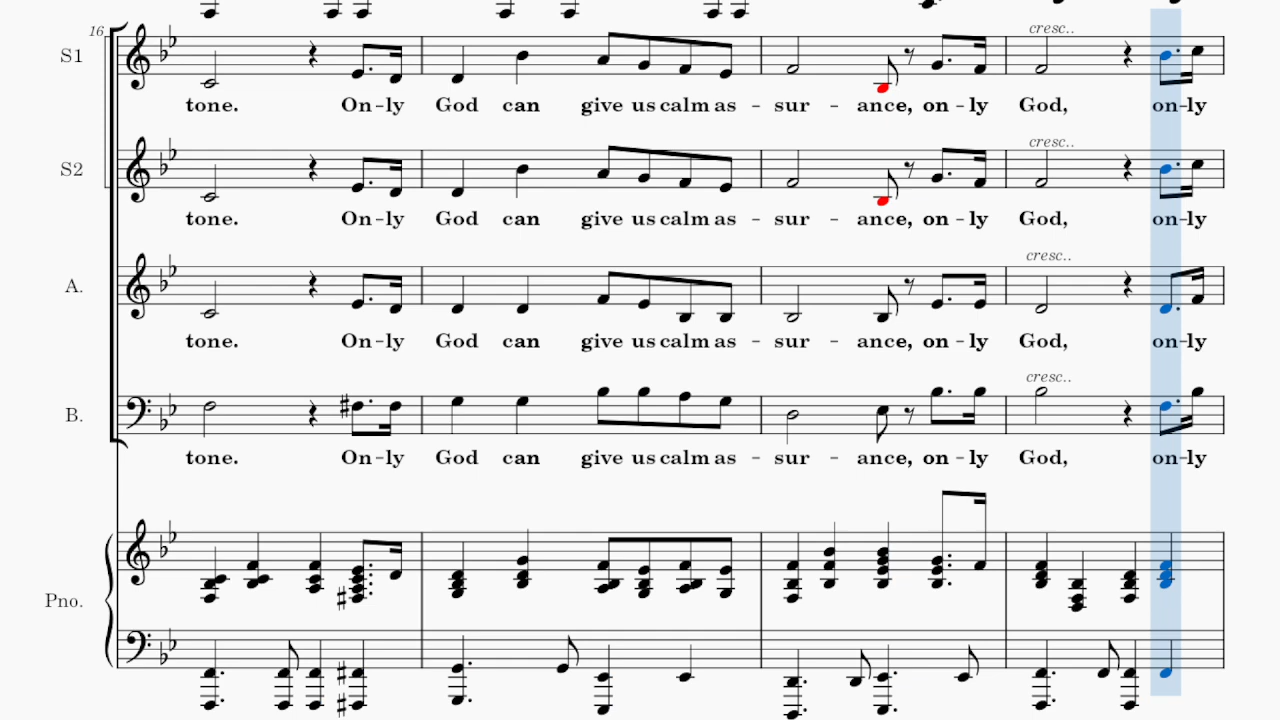 16
cresc..
S1
tone. On-ly God can give us calm as - sur - ance, on - ly God, on-ly
cresc..
S2
tone. On-ly God can give us calm as - sur - ance, on - ly God, on-ly
cresc..
A.
tone. On-ly God can give us calm as - sur - ance, on - ly God, on-ly
cresc..
B.
tone. On-ly God can give us calm as - sur - ance, on - ly God, on-ly
Pno.